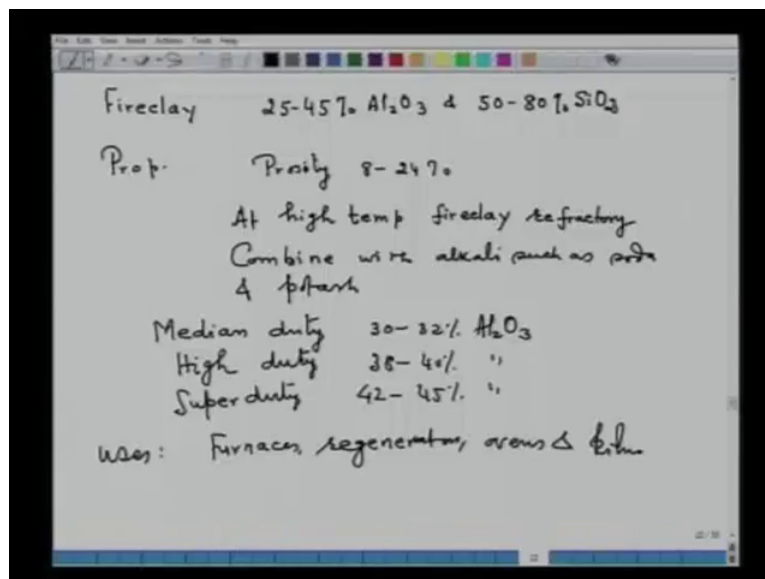 Fireclay 25-45% Al2O3 & 50-80% SiO2
Prop. Prosity 8-24%
At high temp fireclay refractory
Combine with alkali such as soda
& potash
Median duty 30-32% Al2O3
High duty 38-40% "
Superduty 42-45% "
uses: Furnaces, regenerators, ovens & kilns